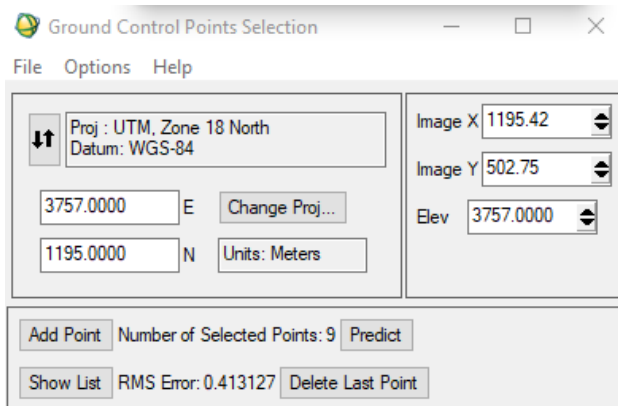 Ground Control Points Selection
File Options Help
Proj : UTM, Zone 18 North
Datum: WGS-84
3757.0000 E Change Proj...
1195.0000 N Units: Meters
Image X 1195.42
Image Y 502.75
Elev 3757.0000
Add Point Number of Selected Points: 9 Predict
Show List RMS Error: 0.413127 Delete Last Point